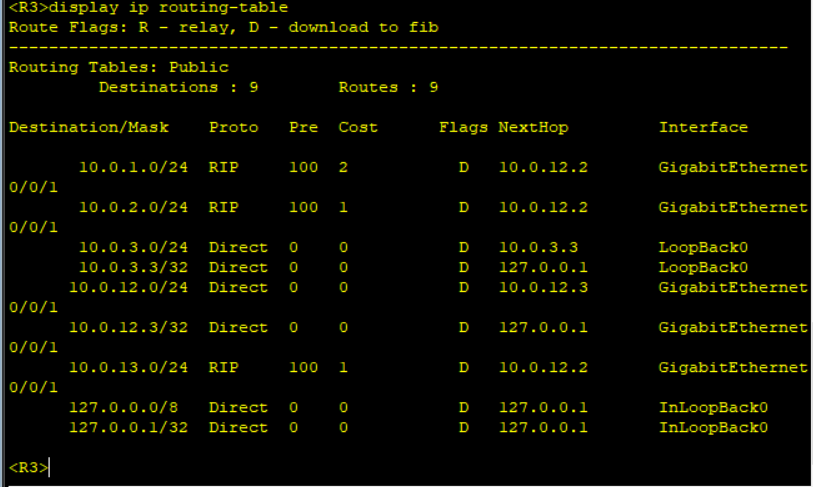 <R3>display ip routing-table
Route Flags: R - relay, D - download to fib
------------------------------------------------------------------------------
Routing Tables: Public
         Destinations : 9        Routes : 9
Destination/Mask    Proto   Pre  Cost      Flags NextHop         Interface
       10.0.1.0/24  RIP     100  2           D   10.0.12.2       GigabitEthernet
0/0/1
       10.0.2.0/24  RIP     100  1           D   10.0.12.2       GigabitEthernet
0/0/1
       10.0.3.0/24  Direct  0    0           D   10.0.3.3        LoopBack0
       10.0.3.3/32  Direct  0    0           D   127.0.0.1       LoopBack0
      10.0.12.0/24  Direct  0    0           D   10.0.12.3       GigabitEthernet
0/0/1
      10.0.12.3/32  Direct  0    0           D   127.0.0.1       GigabitEthernet
0/0/1
      10.0.13.0/24  RIP     100  1           D   10.0.12.2       GigabitEthernet
0/0/1
      127.0.0.0/8   Direct  0    0           D   127.0.0.1       InLoopBack0
      127.0.0.1/32  Direct  0    0           D   127.0.0.1       InLoopBack0
<R3>